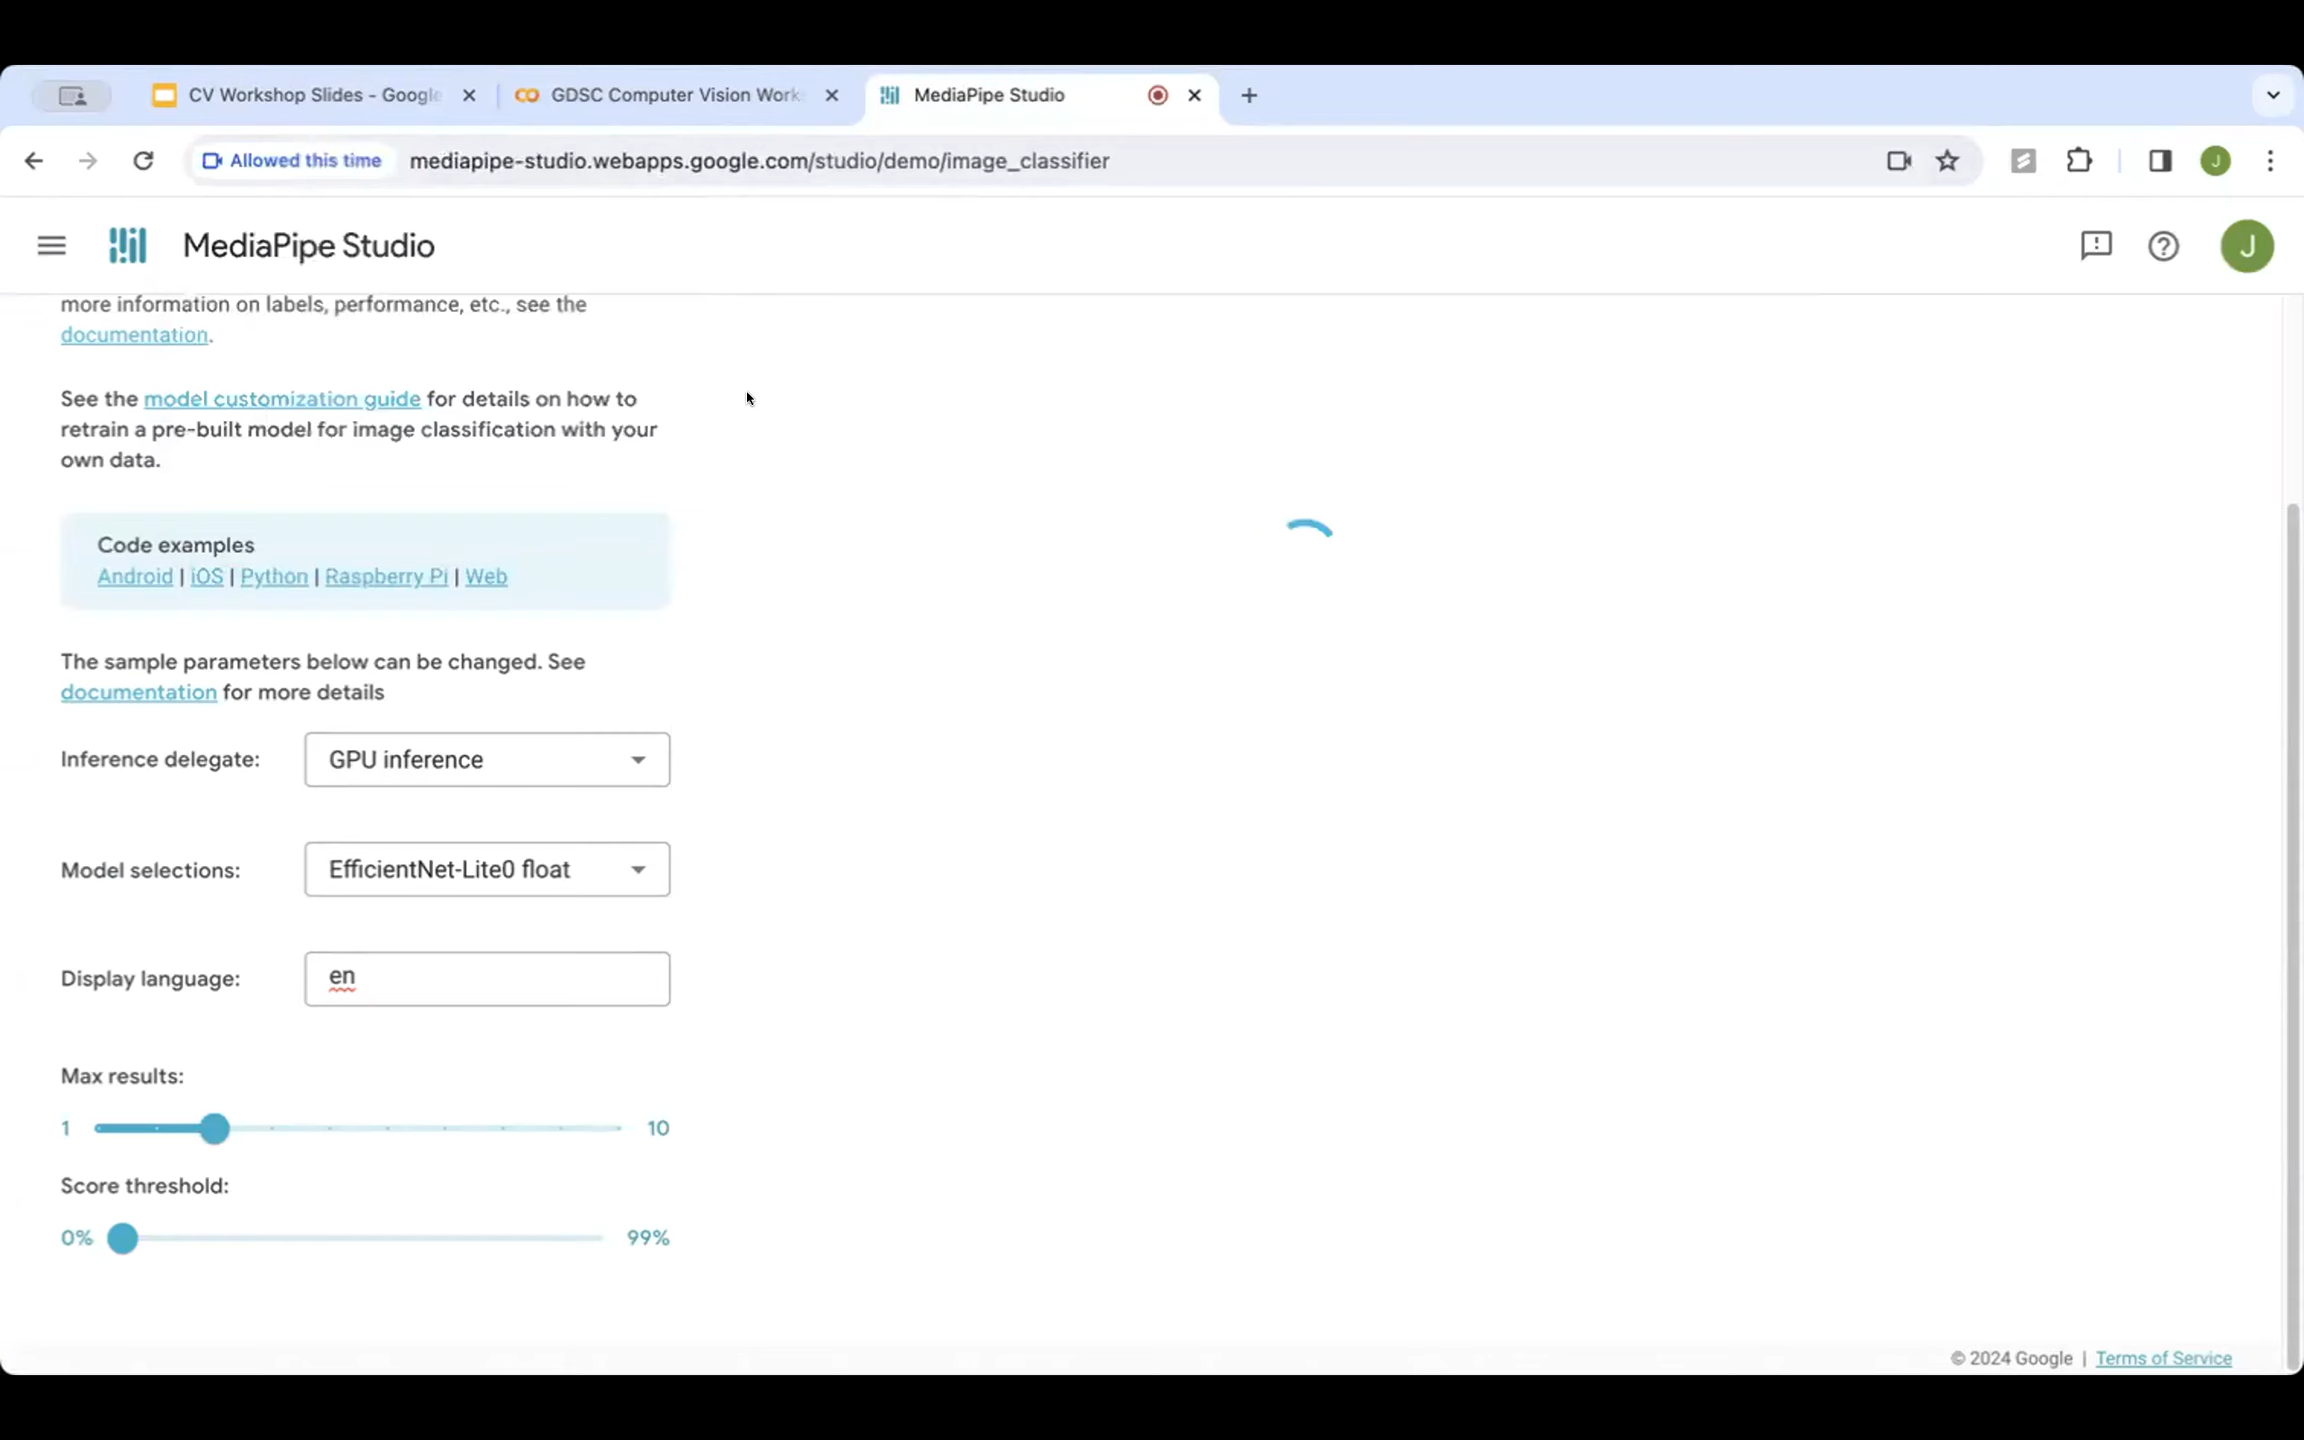 CV Workshop Slides - Google
GDSC Computer Vision Work
MediaPipe Studio
Allowed this time
mediapipe-studio.webapps.google.com/studio/demo/image_classifier
J
MediaPipe Studio
J
more information on labels, performance, etc., see the
documentation.
See the model customization guide for details on how to
retrain a pre-built model for image classification with your
own data.
Code examples
Android | iOS | Python | Raspberry Pi | Web
The sample parameters below can be changed. See
documentation for more details
Inference delegate: GPU inference
Model selections: EfficientNet-Lite0 float
Display language: en
Max results:
1 10
Score threshold:
0% 99%
© 2024 Google | Terms of Service